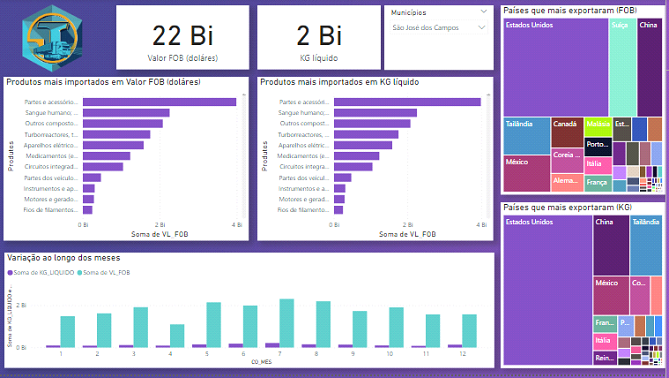 22 Bi
Valor FOB (doláres)
2 Bi
KG líquido
Municípios
São José dos Campos
Países que mais exportaram (FOB)
Estados Unidos
Suíça
China
Tailândia
Canadá
Malásia
Est...
Porto...
México
Coreia ...
Itália
Alema...
França
Produtos mais importados em Valor FOB (doláres)
Produtos
Partes e acessório...
Sangue humano; ...
Outros composto...
Turborreactores, t...
Aparelhos elétrico...
Medicamentos (e...
Circuitos integrad...
Partes dos veículo...
Instrumentos e ap...
Motores e gerad...
Fios de filamentos...
0 Bi
2 Bi
4 Bi
Soma de VL_FOB
Produtos mais importados em KG líquido
Produtos
Partes e acessório...
Sangue humano; ...
Outros compost...
Turborreactores, ...
Aparelhos elétric...
Medicamentos (e...
Circuitos integra...
Partes dos veícul...
Instrumentos e a...
Motores e gerad...
Fios de filamento...
0 Bi
2 Bi
4 Bi
Soma de VL_FOB
Países que mais exportaram (KG)
Estados Unidos
China
Tailândia
México
Co...
Fran...
P...
Itália
Rein...
Variação ao longo dos meses
Soma de KG_LIQUIDO
Soma de VL_FOB
Soma de KG_LIQUIDO e ...
2 Bi
0 Bi
1
2
3
4
5
6
7
8
9
10
11
12
CO_MES